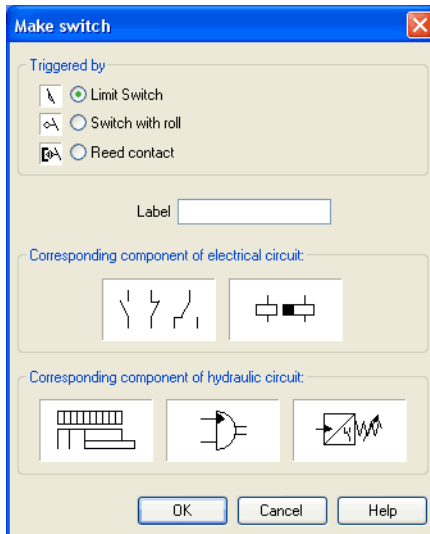 Make switch
Triggered by
Limit Switch
Switch with roll
Reed contact
Label
Corresponding component of electrical circuit:
Corresponding component of hydraulic circuit:
OK Cancel Help